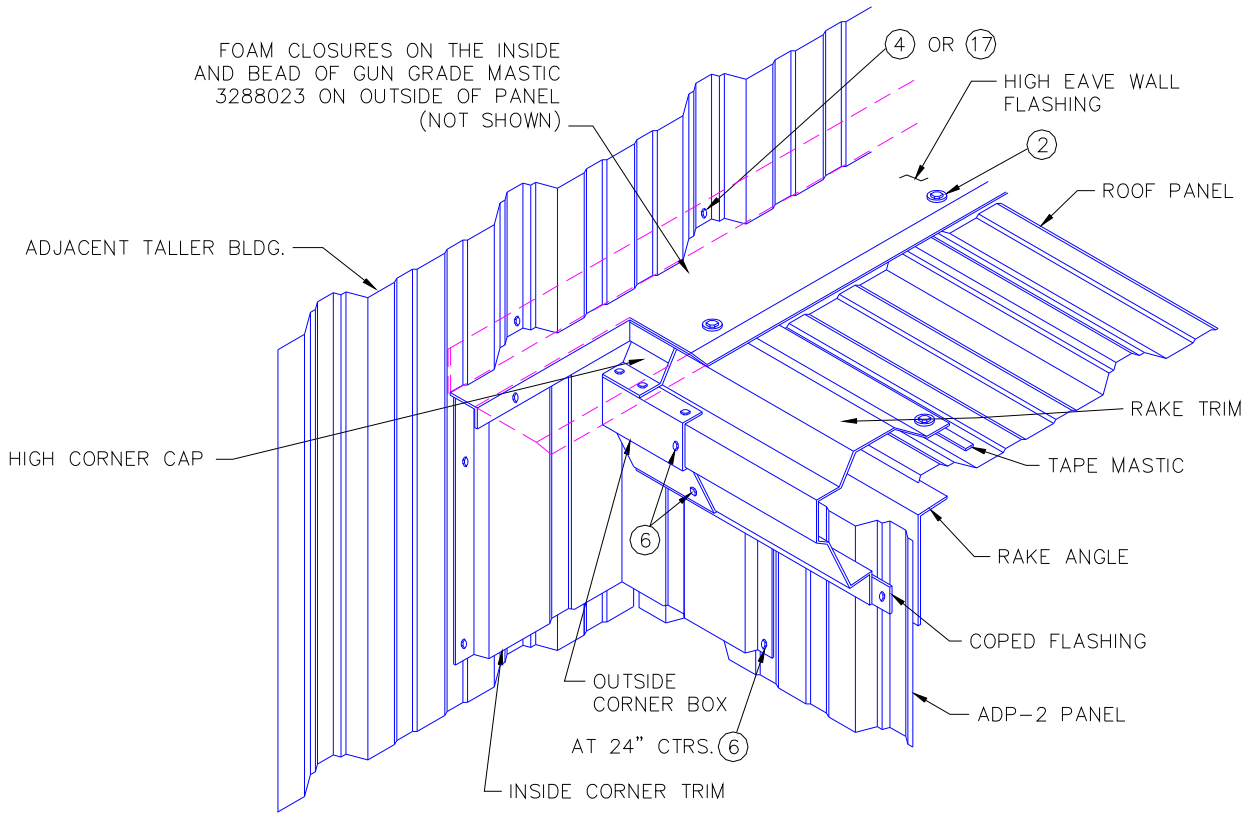 FOAM CLOSURES ON THE INSIDE
AND BEAD OF GUN GRADE MASTIC
3288023 ON OUTSIDE OF PANEL
(NOT SHOWN)
4 OR 17
HIGH EAVE WALL
FLASHING
2
ROOF PANEL
ADJACENT TALLER BLDG.
RAKE TRIM
HIGH CORNER CAP
TAPE MASTIC
6
RAKE ANGLE
COPED FLASHING
OUTSIDE
CORNER BOX
ADP-2 PANEL
AT 24" CTRS. 6
INSIDE CORNER TRIM